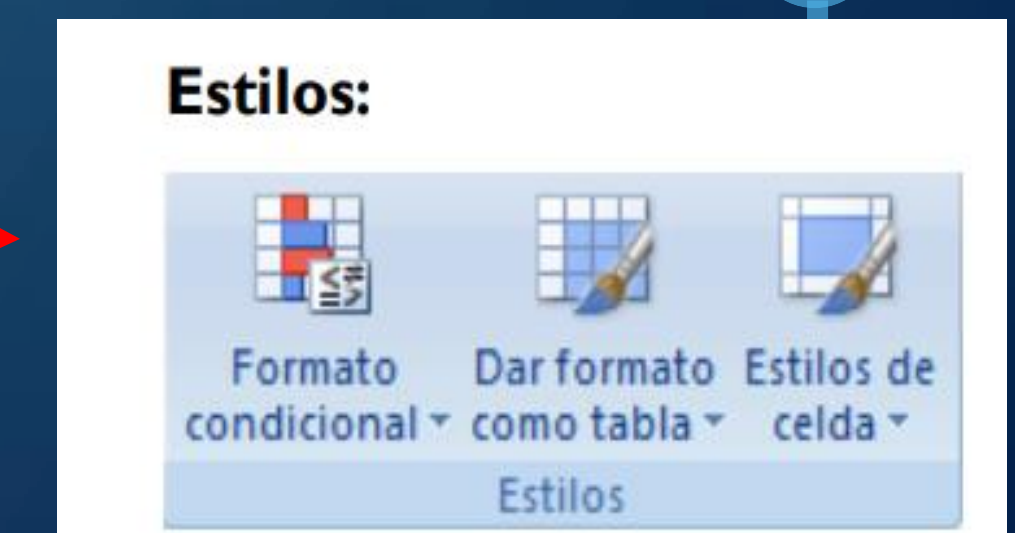 Estilos:
Formato
condicional
Dar formato
como tabla
Estilos de
celda
Estilos